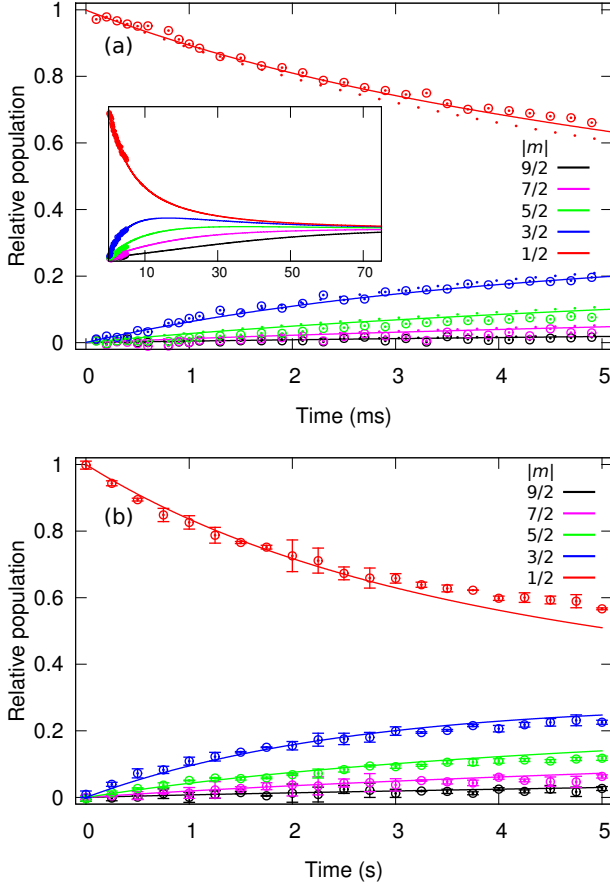 (a)
Relative population
1
0.8
0.6
0.4
0.2
0
|m|
9/2
7/2
5/2
3/2
1/2
10 30 50 70
0 1 2 3 4 5
Time (ms)
(b)
Relative population
1
0.8
0.6
0.4
0.2
0
|m|
9/2
7/2
5/2
3/2
1/2
0 1 2 3 4 5
Time (s)